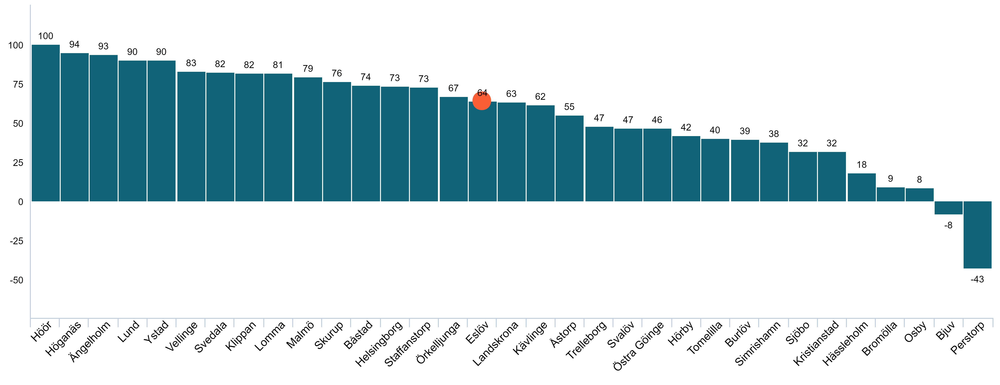 100
75
50
25
0
-25
-50
100
94
93
90
90
83
82
82
81
79
76
74
73
73
67
64
63
62
55
47
47
46
42
40
39
38
32
32
18
9
8
-8
-43
Höör
Höganäs
Ängelholm
Lund
Ystad
Vellinge
Svedala
Klippan
Lomma
Malmö
Skurup
Båstad
Helsingborg
Staffanstorp
Örkelljunga
Eslöv
Landskrona
Kävlinge
Åstorp
Trelleborg
Svalöv
Östra Göinge
Hörby
Tomelilla
Burlöv
Simrishamn
Sjöbo
Kristianstad
Hässleholm
Bromölla
Osby
Bjuv
Perstorp